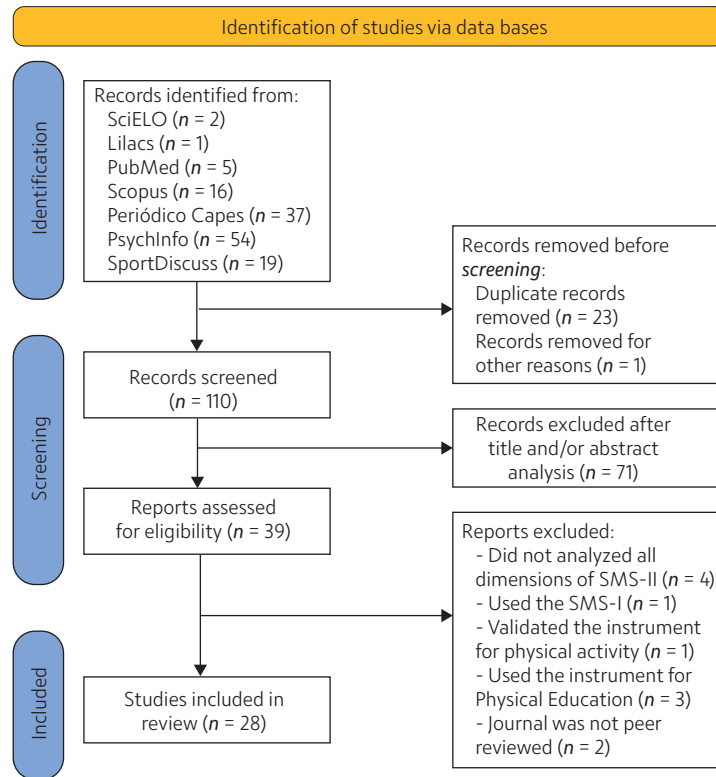 Identification of studies via data bases
Identification
Records identified from:
SciELO (n = 2)
Lilacs (n = 1)
PubMed (n = 5)
Scopus (n = 16)
Periódico Capes (n = 37)
PsychInfo (n = 54)
SportDiscuss (n = 19)
Records removed before
screening:
Duplicate records
removed (n = 23)
Records removed for
other reasons (n = 1)
Screening
Records screened
(n = 110)
Records excluded after
title and/or abstract
analysis (n = 71)
Reports assessed
for eligibility (n = 39)
Reports excluded:
- Did not analyzed all
dimensions of SMS-II (n = 4)
- Used the SMS-I (n = 1)
- Validated the instrument
for physical activity (n = 1)
- Used the instrument for
Physical Education (n = 3)
- Journal was not peer
reviewed (n = 2)
Included
Studies included in
review (n = 28)